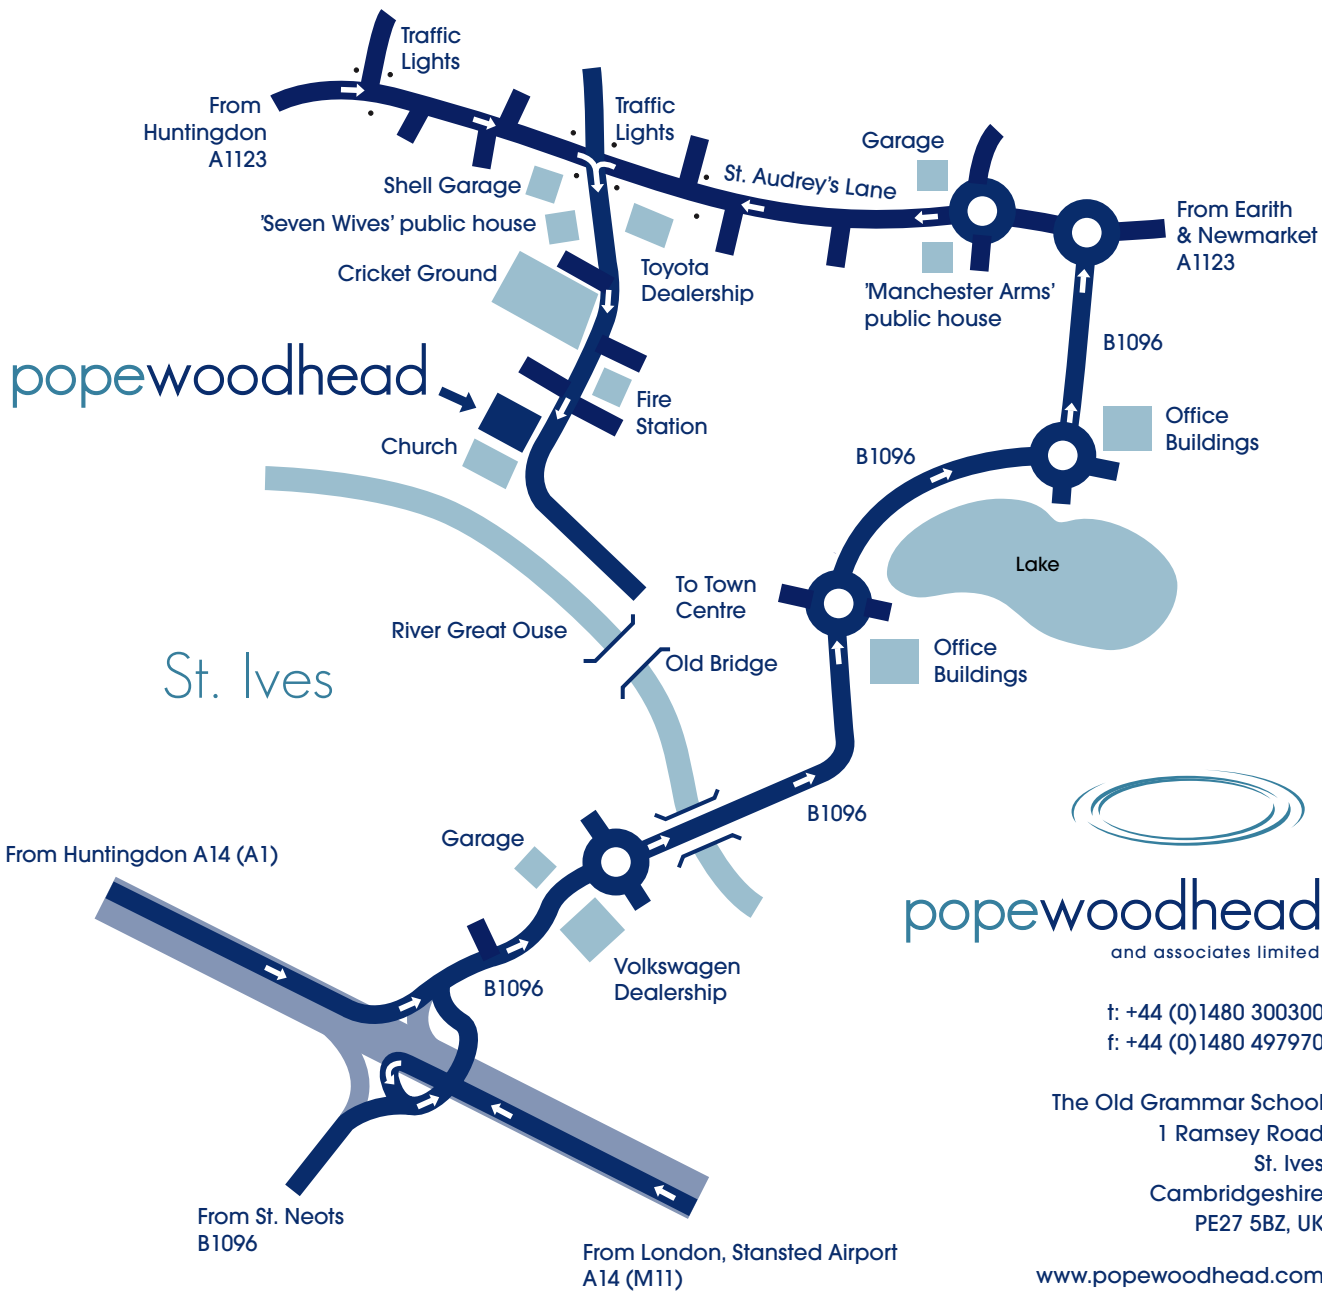 Traffic
Lights
From
Huntingdon
A1123
Traffic
Lights
Garage
St. Audrey's Lane
Shell Garage
'Seven Wives' public house
From Earith
& Newmarket
A1123
Cricket Ground
Toyota
Dealership
'Manchester Arms'
public house
B1096
popewoodhead
Fire
Station
Office
Buildings
Church
B1096
Lake
To Town
Centre
River Great Ouse
Old Bridge
Office
Buildings
St. Ives
B1096
Garage
From Huntingdon A14 (A1)
popewoodhead
and associates limited
Volkswagen
Dealership
B1096
t: +44 (0)1480 300300
f: +44 (0)1480 497970
The Old Grammar School
1 Ramsey Road
St. Ives
Cambridgeshire
PE27 5BZ, UK
From St. Neots
B1096
From London, Stansted Airport
A14 (M11)
www.popewoodhead.com